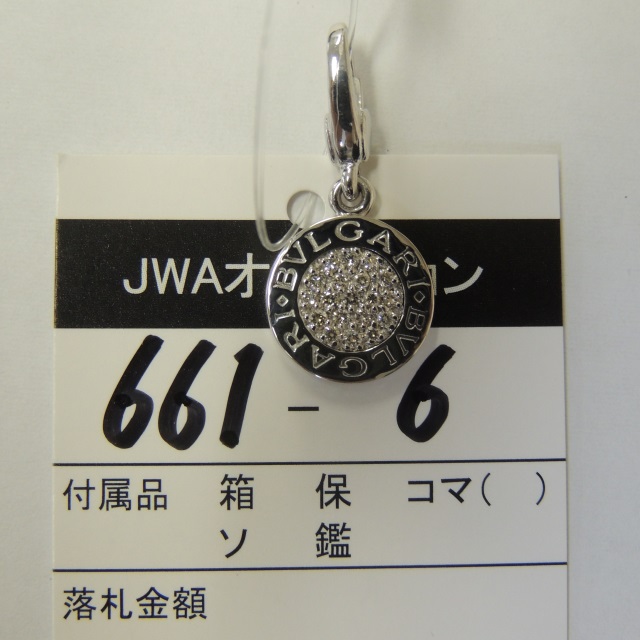 JWAオ ン
BVLGARI・BVLGARI・
661 - 6
付属品 箱 保 コマ( )
ソ 鑑
落札金額